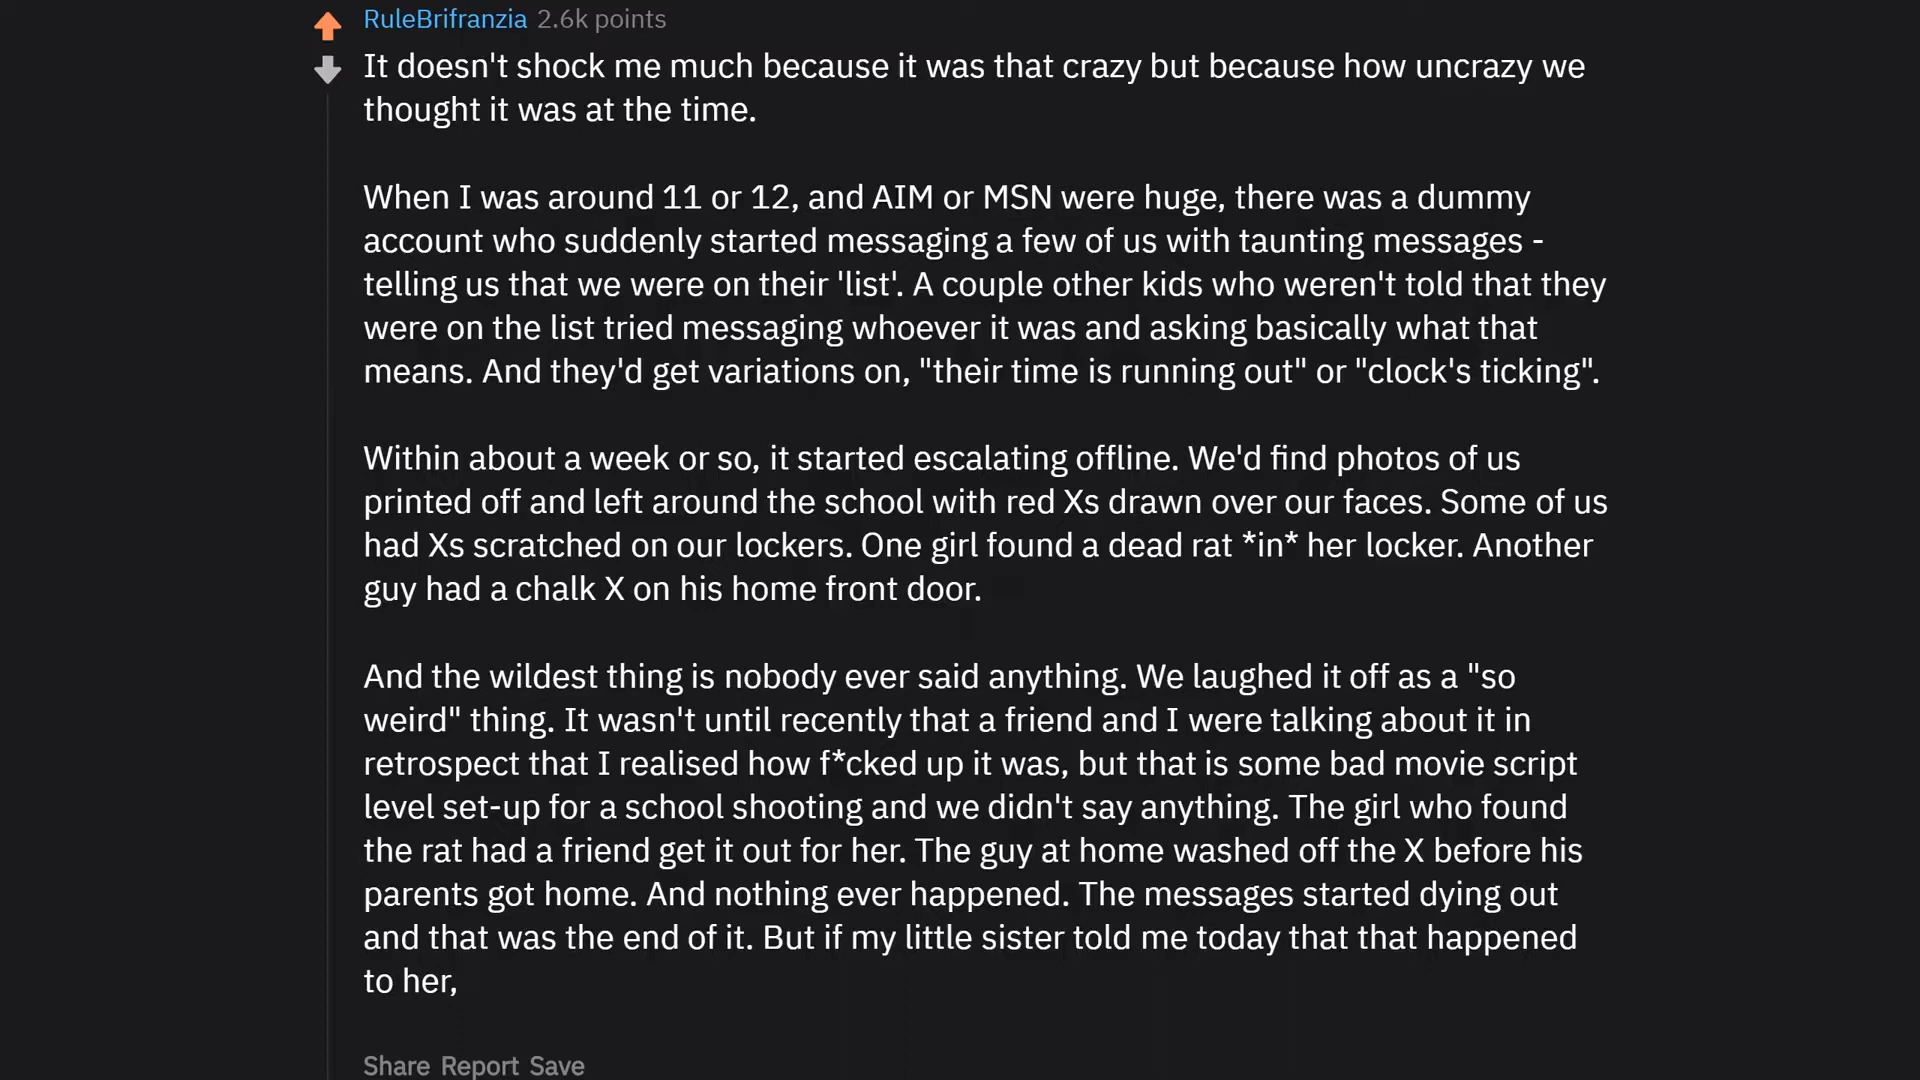 RuleBrifranzia 2.6k points
It doesn't shock me much because it was that crazy but because how uncrazy we
thought it was at the time.
When I was around 11 or 12, and AIM or MSN were huge, there was a dummy
account who suddenly started messaging a few of us with taunting messages -
telling us that we were on their 'list'. A couple other kids who weren't told that they
were on the list tried messaging whoever it was and asking basically what that
means. And they'd get variations on, "their time is running out" or "clock's ticking".
Within about a week or so, it started escalating offline. We'd find photos of us
printed off and left around the school with red Xs drawn over our faces. Some of us
had Xs scratched on our lockers. One girl found a dead rat *in* her locker. Another
guy had a chalk X on his home front door.
And the wildest thing is nobody ever said anything. We laughed it off as a "so
weird" thing. It wasn't until recently that a friend and I were talking about it in
retrospect that I realised how f*cked up it was, but that is some bad movie script
level set-up for a school shooting and we didn't say anything. The girl who found
the rat had a friend get it out for her. The guy at home washed off the X before his
parents got home. And nothing ever happened. The messages started dying out
and that was the end of it. But if my little sister told me today that that happened
to her,
Share Report Save